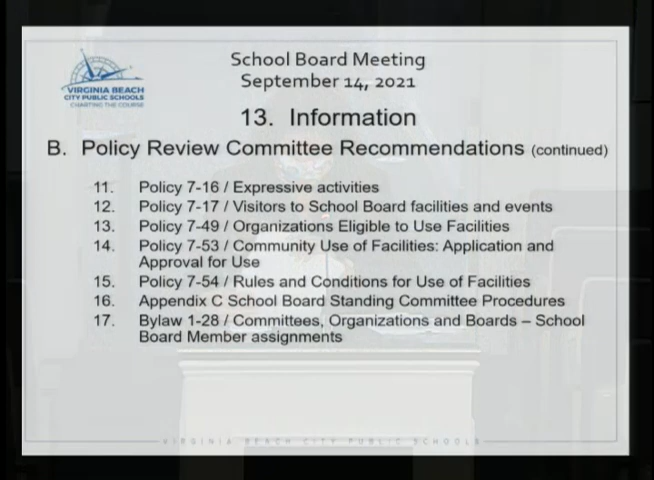 VIRGINIA BEACH
CITY PUBLIC SCHOOLS
CHARTING THE COURSE
School Board Meeting
September 14, 2021
13. Information
B. Policy Review Committee Recommendations (continued)
11. Policy 7-16 / Expressive activities
12. Policy 7-17 / Visitors to School Board facilities and events
13. Policy 7-49 / Organizations Eligible to Use Facilities
14. Policy 7-53 / Community Use of Facilities: Application and
Approval for Use
15. Policy 7-54 / Rules and Conditions for Use of Facilities
16. Appendix C School Board Standing Committee Procedures
17. Bylaw 1-28 / Committees, Organizations and Boards – School
Board Member assignments
VIRGINIA BEACH CITY PUBLIC SCHOOLS